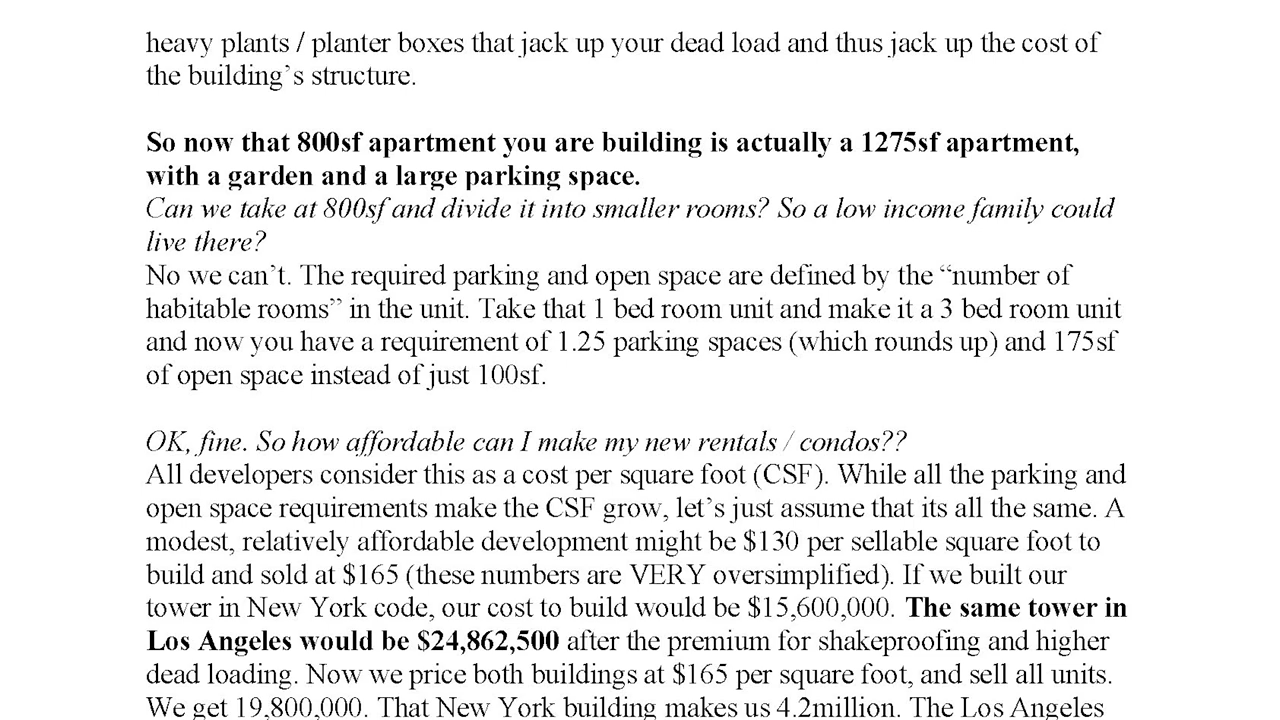 heavy plants / planter boxes that jack up your dead load and thus jack up the cost of
the building’s structure.
So now that 800sf apartment you are building is actually a 1275sf apartment,
with a garden and a large parking space.
Can we take at 800sf and divide it into smaller rooms? So a low income family could
live there?
No we can’t. The required parking and open space are defined by the “number of
habitable rooms” in the unit. Take that 1 bed room unit and make it a 3 bed room unit
and now you have a requirement of 1.25 parking spaces (which rounds up) and 175sf
of open space instead of just 100sf.
OK, fine. So how affordable can I make my new rentals / condos??
All developers consider this as a cost per square foot (CSF). While all the parking and
open space requirements make the CSF grow, let’s just assume that its all the same. A
modest, relatively affordable development might be $130 per sellable square foot to
build and sold at $165 (these numbers are VERY oversimplified). If we built our
tower in New York code, our cost to build would be $15,600,000. The same tower in
Los Angeles would be $24,862,500 after the premium for shakeproofing and higher
dead loading. Now we price both buildings at $165 per square foot, and sell all units.
We get 19,800,000. That New York building makes us 4.2million. The Los Angeles